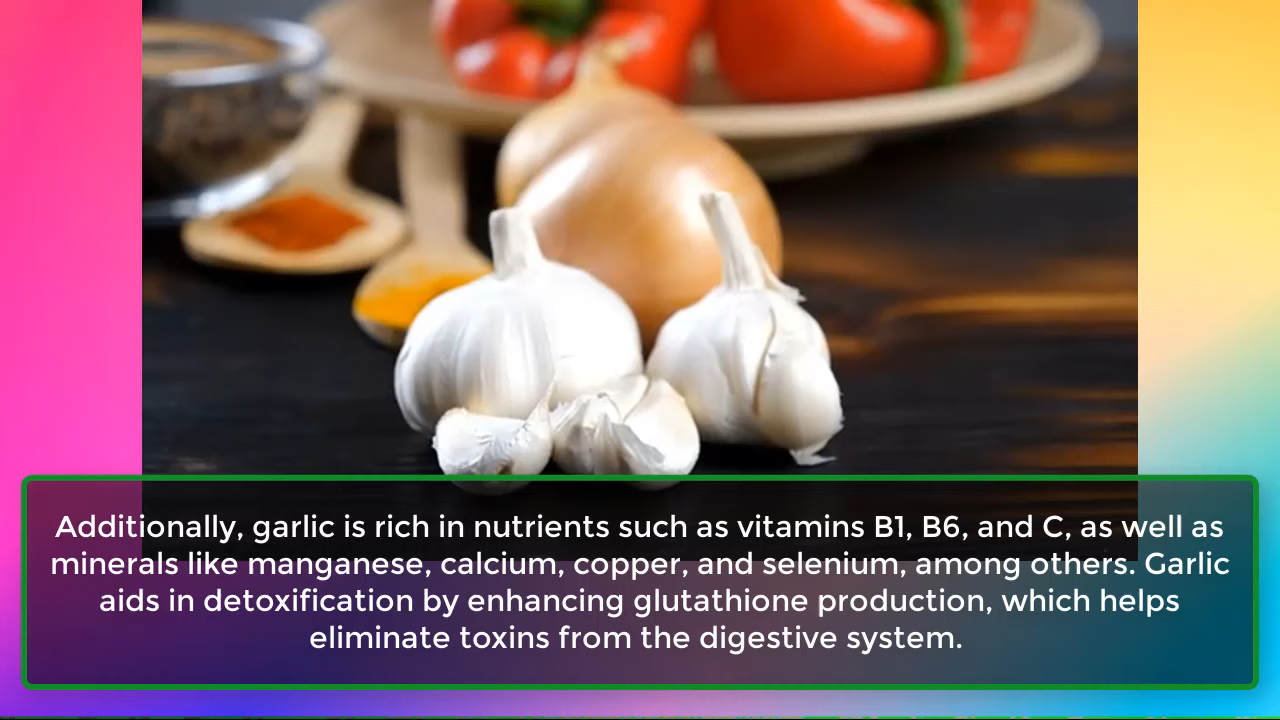 Additionally, garlic is rich in nutrients such as vitamins B1, B6, and C, as well as
minerals like manganese, calcium, copper, and selenium, among others. Garlic
aids in detoxification by enhancing glutathione production, which helps
eliminate toxins from the digestive system.